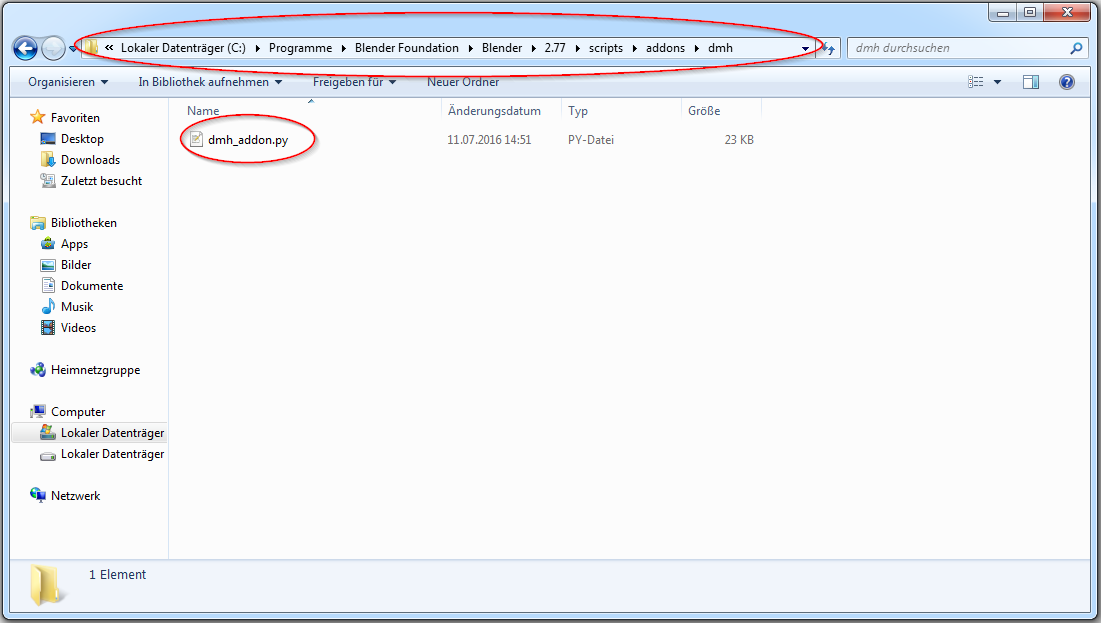 « Lokaler Datenträger (C:) Programme Blender Foundation Blender 2.77 scripts addons dmh dmh durchsuchen
Organisieren In Bibliothek aufnehmen Freigeben für Neuer Ordner
Name Änderungsdatum Typ Größe
dmh_addon.py 11.07.2016 14:51 PY-Datei 23 KB
Favoriten
Desktop
Downloads
Zuletzt besucht
Bibliotheken
Apps
Bilder
Dokumente
Musik
Videos
Heimnetzgruppe
Computer
Lokaler Datenträger
Lokaler Datenträger
Netzwerk
1 Element